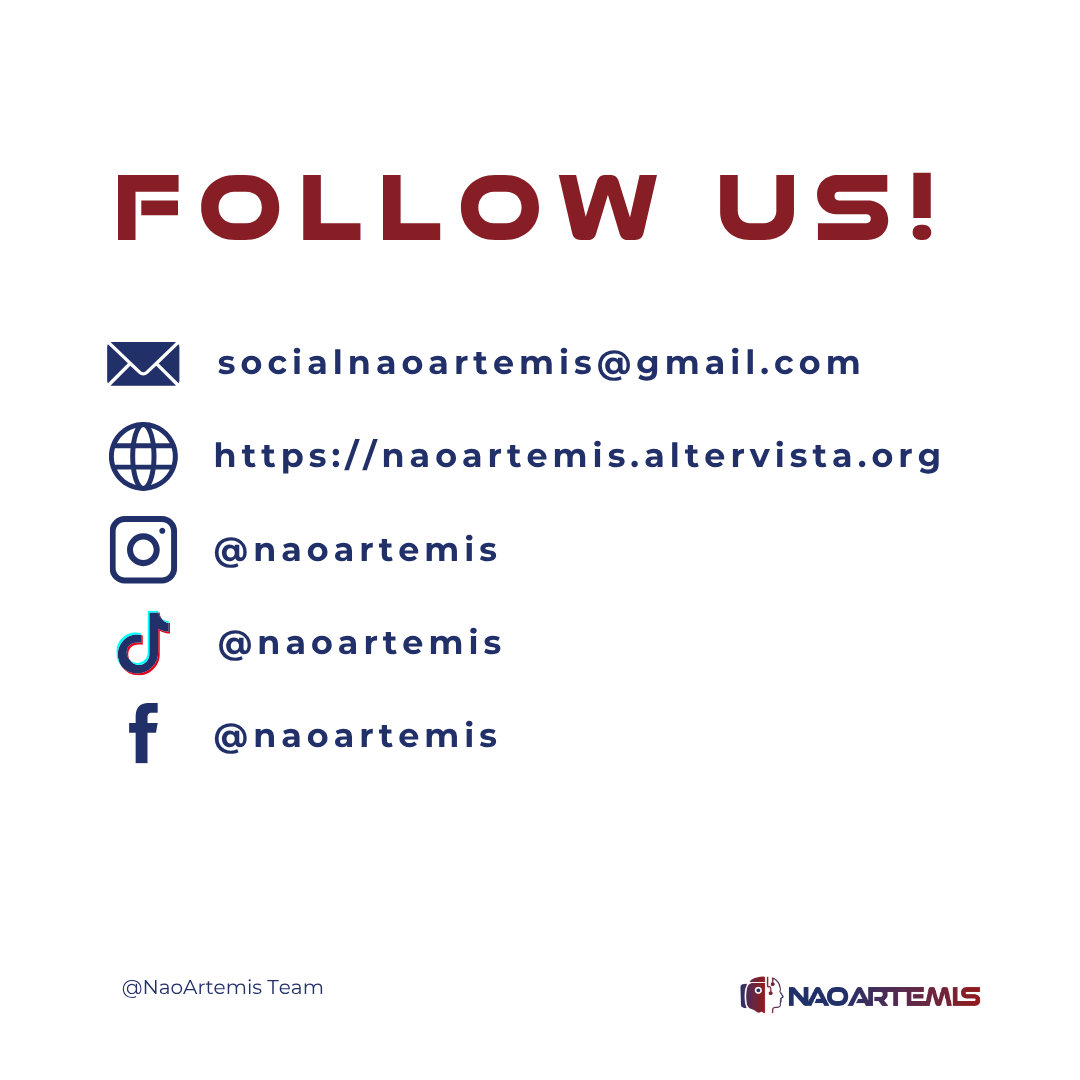 FOLLOW US!
socialnaoartemis@gmail.com
https://naoartemis.altervista.org
@naoartemis
@naoartemis
@naoartemis
@NaoArtemis Team
NAOARTEMIS